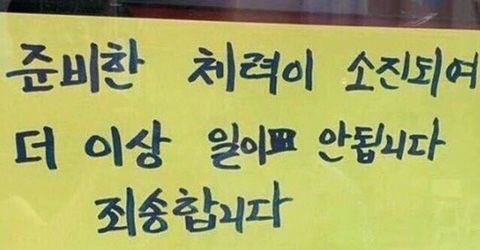 준비한 체력이 소진되여
더 이상 일이 안됩니다
죄송합니다